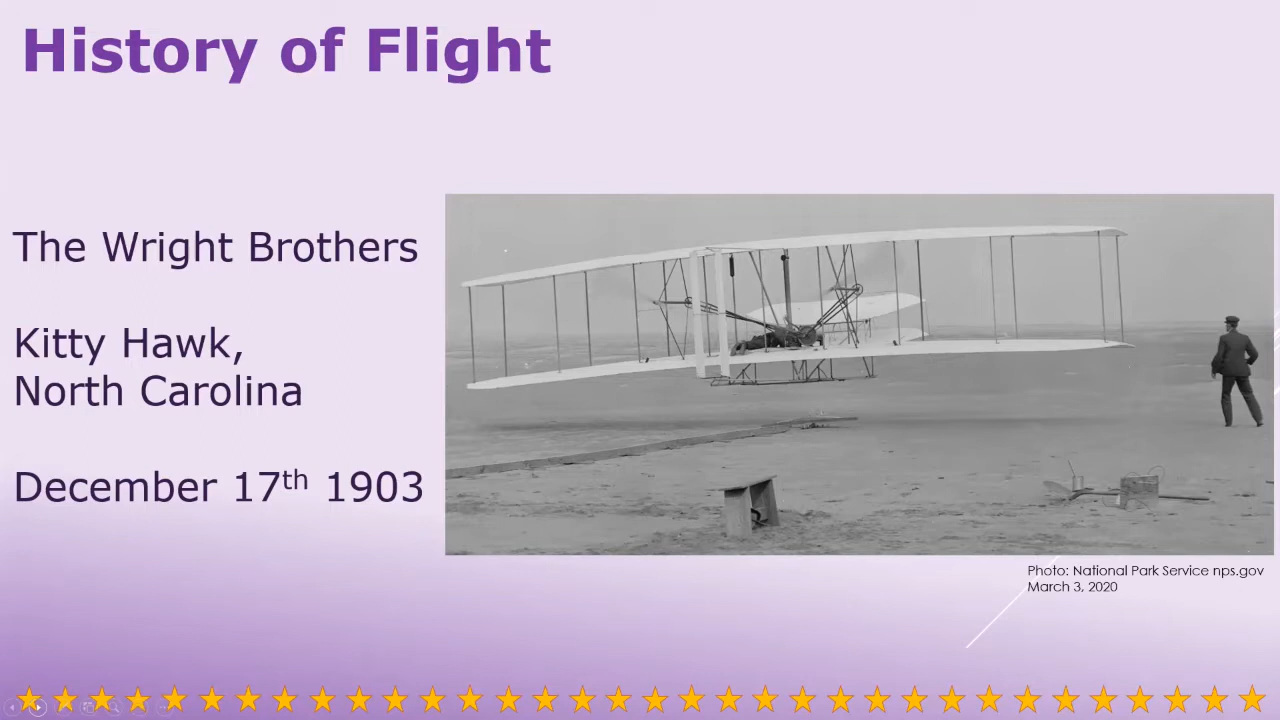 History of Flight
The Wright Brothers
Kitty Hawk,
North Carolina
December 17th 1903
Photo: National Park Service nps.gov
March 3, 2020